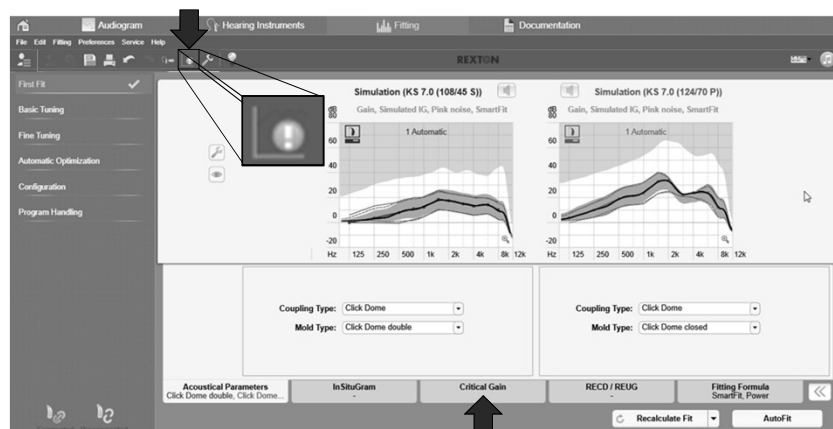 Audiogram
Hearing Instruments
Fitting
Documentation
File Edit Fitting Preferences Service Help
REXTON
First Fit
Basic Tuning
Fine Tuning
Automatic Optimization
Configuration
Program Handling
Simulation (KS 7.0 (108/45 S))
Gain, Simulated IG, Pink noise, SmartFit
dB
80
60
40
20
0
-20
1 Automatic
Hz 125 250 500 1k 2k 4k 8k 12k
Simulation (KS 7.0 (124/70 P))
Gain, Simulated IG, Pink noise, SmartFit
dB
80
60
40
20
0
-20
1 Automatic
Hz 125 250 500 1k 2k 4k 8k 12k
Coupling Type: Click Dome
Mold Type: Click Dome double
Coupling Type: Click Dome
Mold Type: Click Dome closed
Acoustical Parameters
Click Dome double, Click Dome...
InSituGram
-
Critical Gain
-
RECD / REUG
-
Fitting Formula
SmartFit, Power
Recalculate Fit
AutoFit